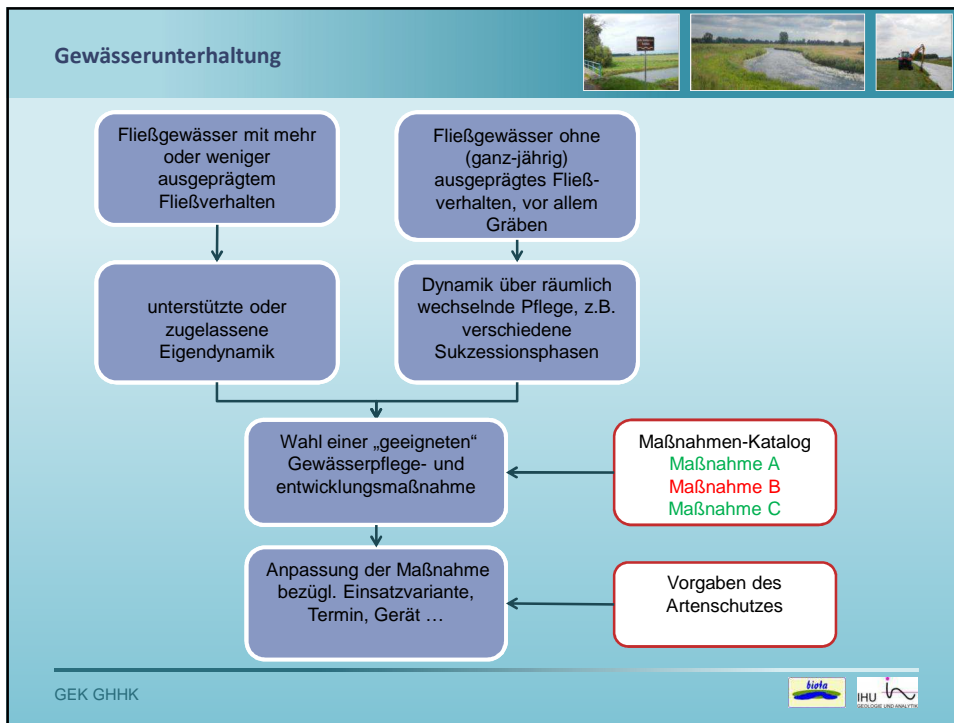 Gewässerunterhaltung
Fließgewässer mit mehr
oder weniger
ausgeprägtem
Fließverhalten
Fließgewässer ohne
(ganz-jährig)
ausgeprägtes Fließ-
verhalten, vor allem
Gräben
unterstützte oder
zugelassene
Eigendynamik
Dynamik über räumlich
wechselnde Pflege, z.B.
verschiedene
Sukzessionsphasen
Wahl einer „geeigneten“
Gewässerpflege- und
entwicklungsmaßnahme
Maßnahmen-Katalog
Maßnahme A
Maßnahme B
Maßnahme C
Anpassung der Maßnahme
bezügl. Einsatzvariante,
Termin, Gerät …
Vorgaben des
Artenschutzes
GEK GHHK
biota
IHU
GEOLOGIE UND ANALYTIK